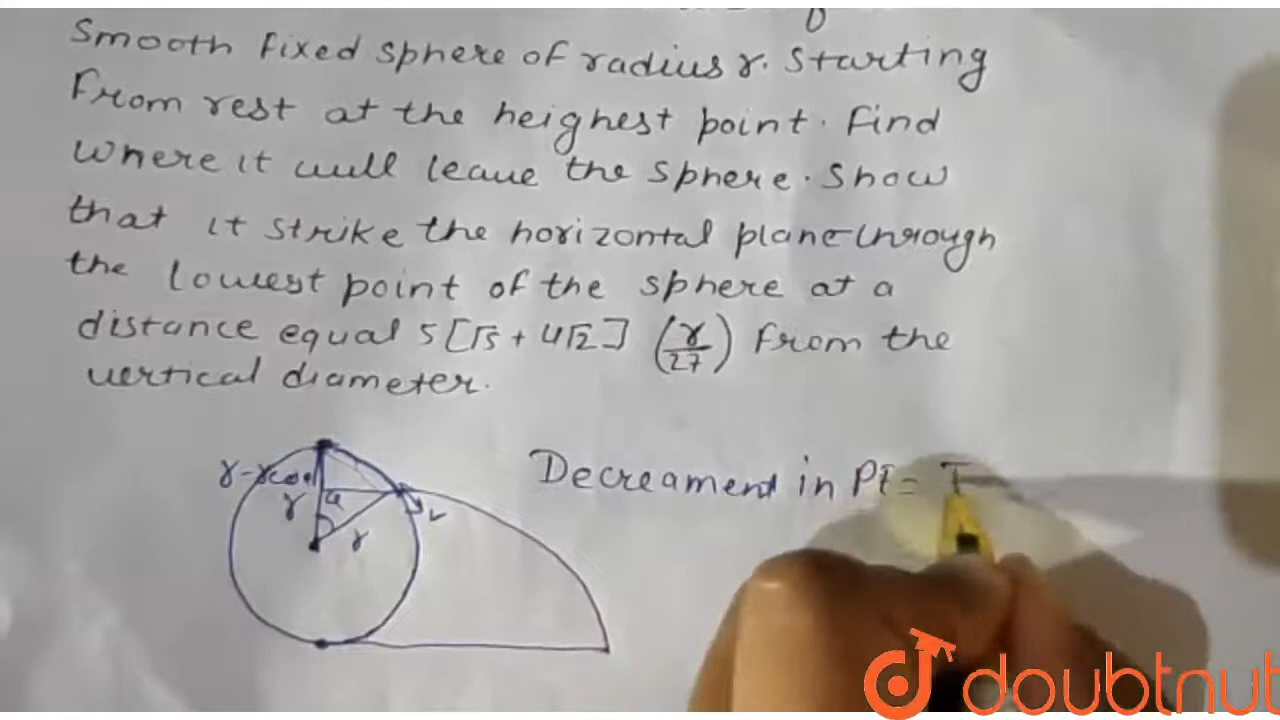 smooth fixed sphere of radius r. starting
From rest at the heighest point. find
where it will leave the sphere. show
that it strike the horizontal plane through
the lowest point of the sphere at a
distance equal 5[√5 + 4√2] (r/27) from the
vertical diameter.
r-rcosα
r
α
r
v
Decreament in PE = I
doubtnut